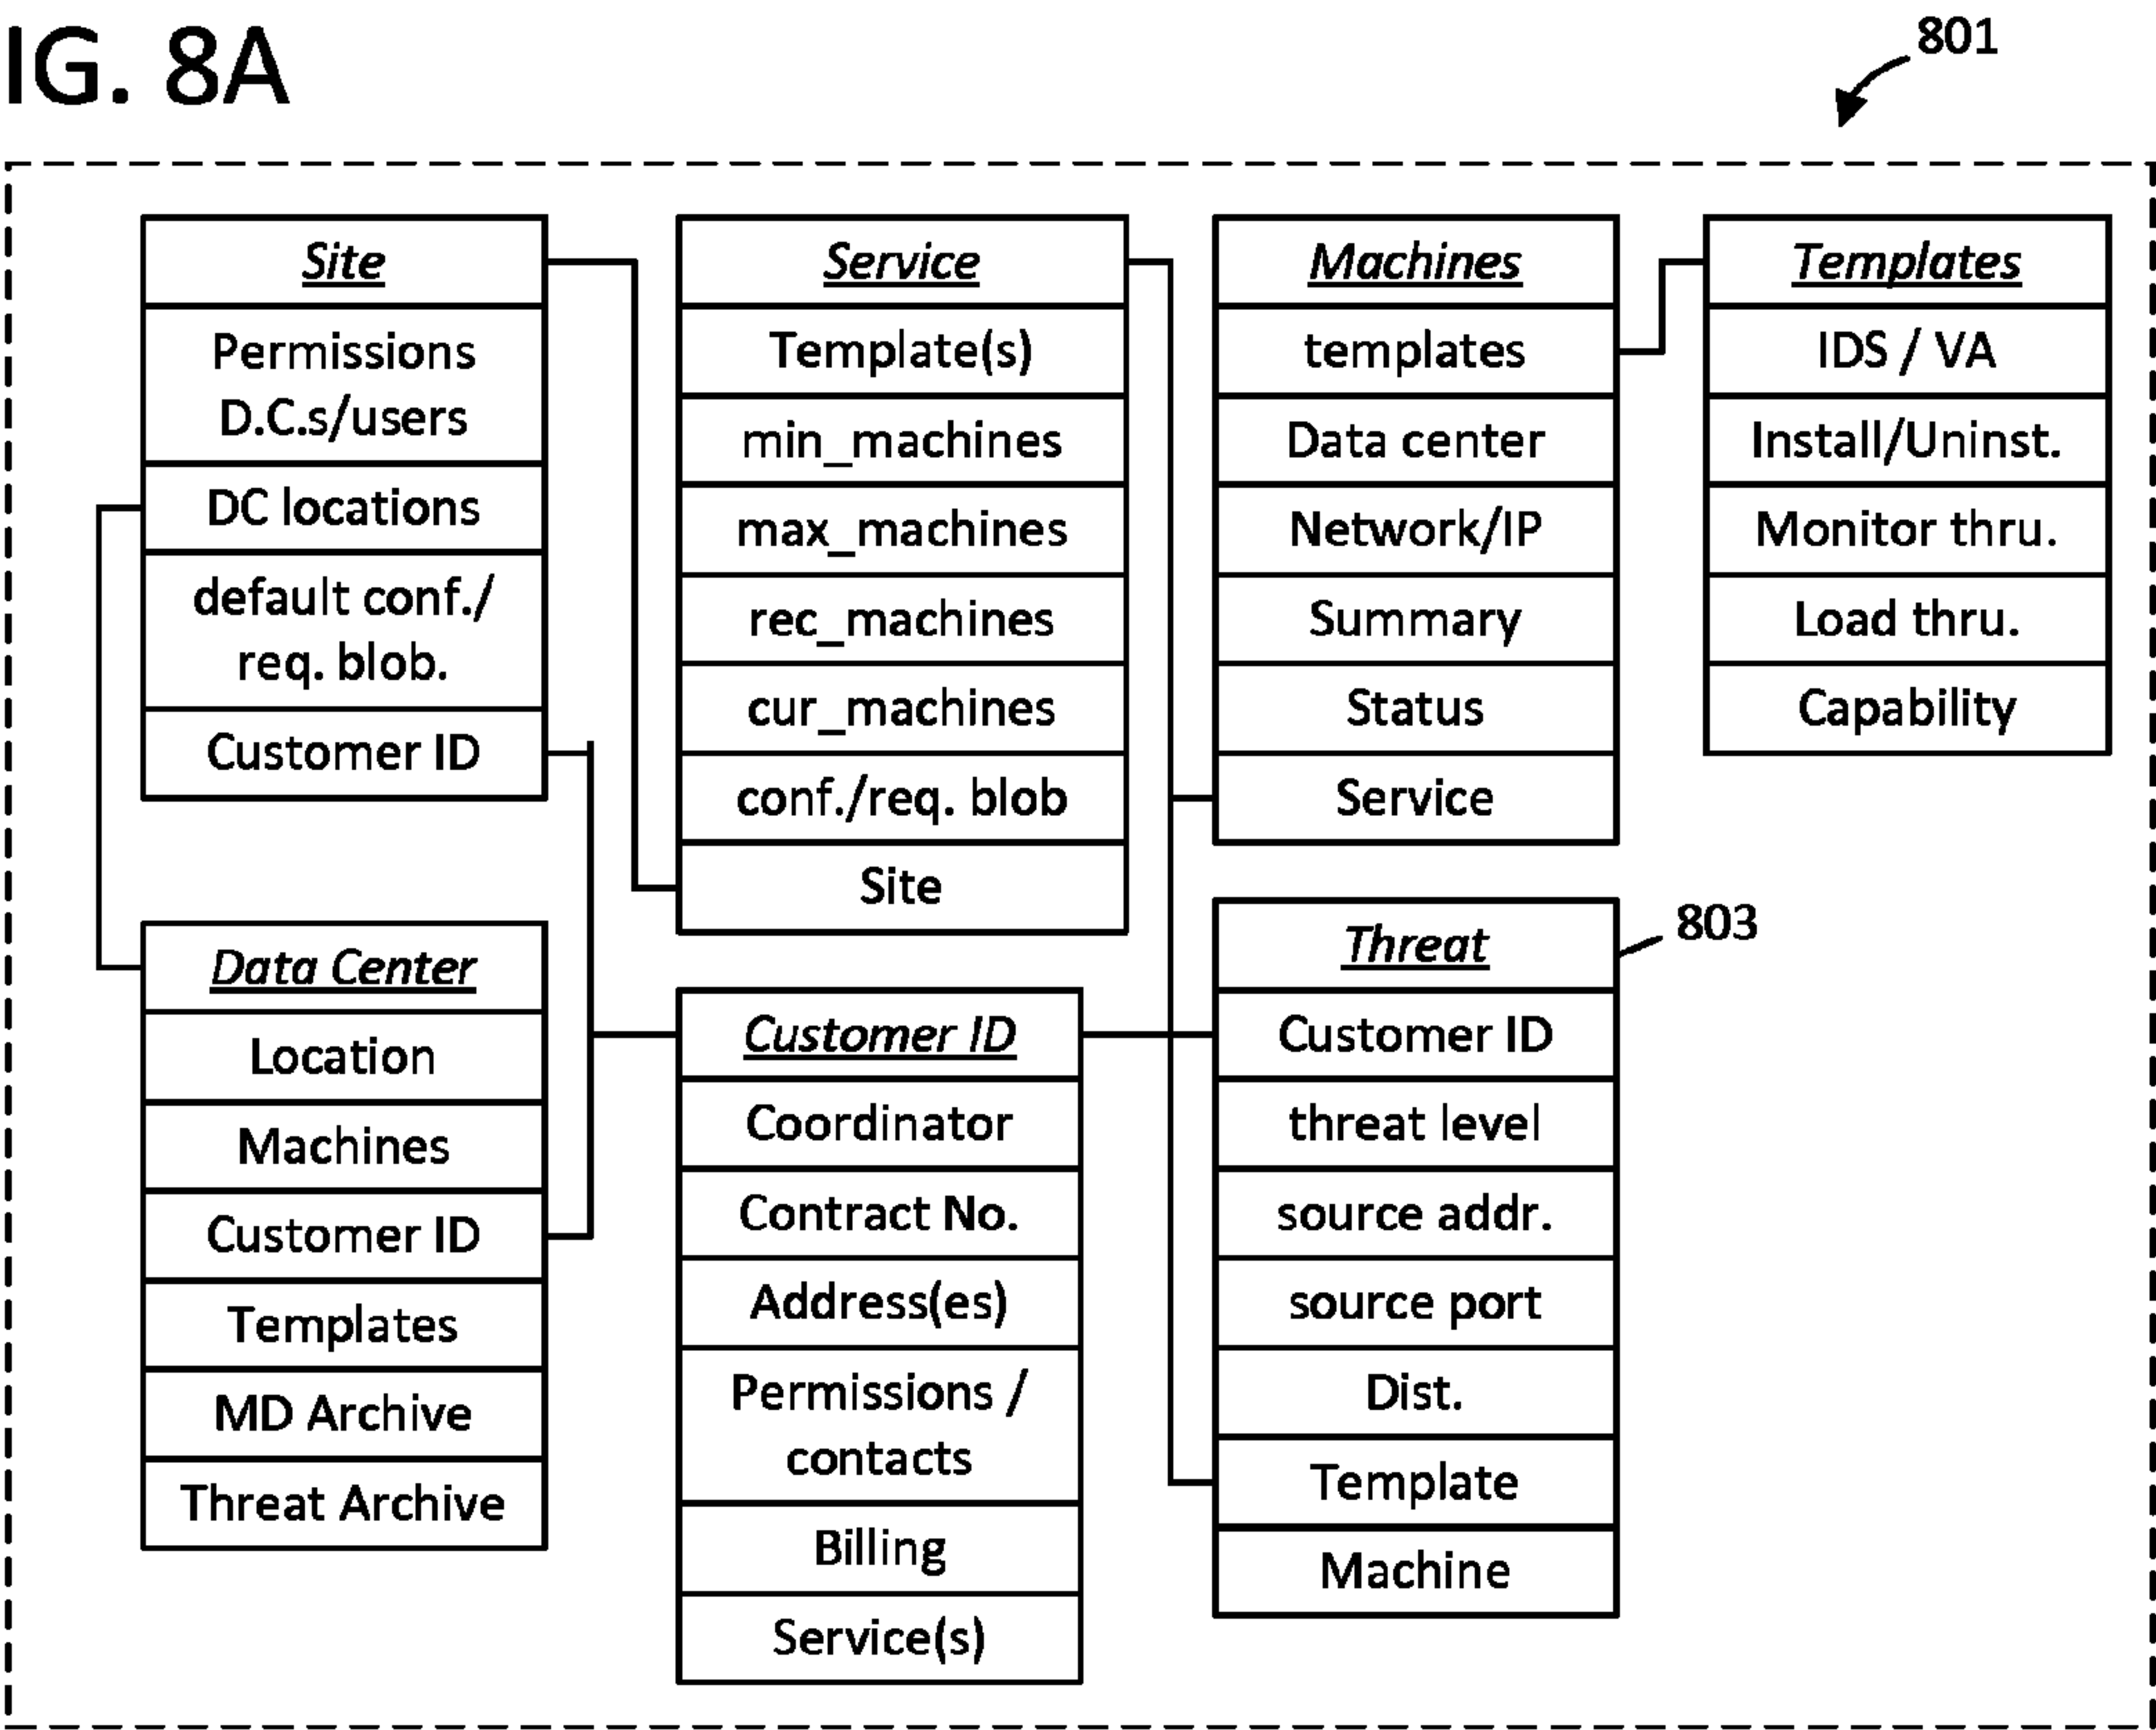 IG. 8A
801
Site
Permissions
D.C.s/users
DC locations
default conf./
req. blob.
Customer ID
Service
Template(s)
min_machines
max_machines
rec_machines
cur_machines
conf./req. blob
Site
Machines
templates
Data center
Network/IP
Summary
Status
Service
Templates
IDS / VA
Install/Uninst.
Monitor thru.
Load thru.
Capability
Data Center
Location
Machines
Customer ID
Templates
MD Archive
Threat Archive
Customer ID
Coordinator
Contract No.
Address(es)
Permissions /
contacts
Billing
Service(s)
Threat
803
Customer ID
threat level
source addr.
source port
Dist.
Template
Machine